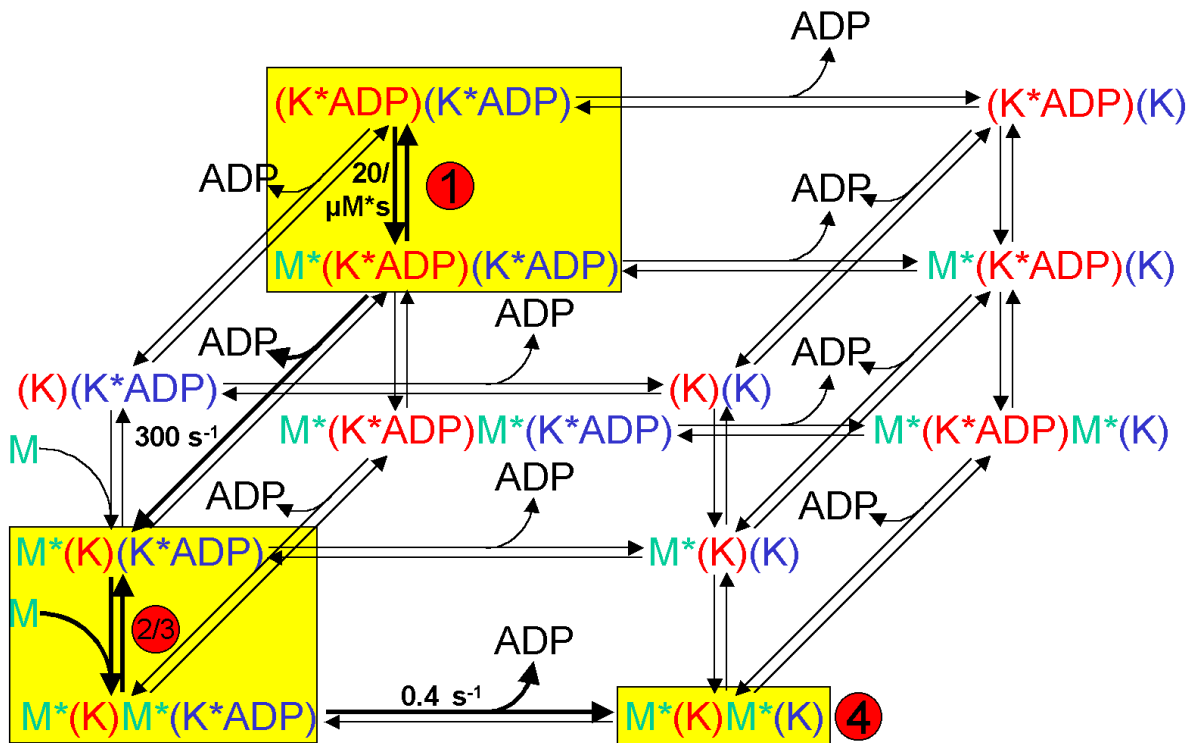 ADP
(K*ADP)(K*ADP)
(K*ADP)(K)
ADP
20/
µM*s
1
ADP
ADP
M*(K*ADP)(K*ADP)
M*(K*ADP)(K)
ADP
ADP
ADP
(K)(K*ADP)
(K)(K)
300 s-1
M*(K*ADP)M*(K*ADP)
M*(K*ADP)M*(K)
M
ADP
ADP
ADP
M*(K)(K*ADP)
M*(K)(K)
M
2/3
ADP
0.4 s-1
M*(K)M*(K*ADP)
M*(K)M*(K)
4